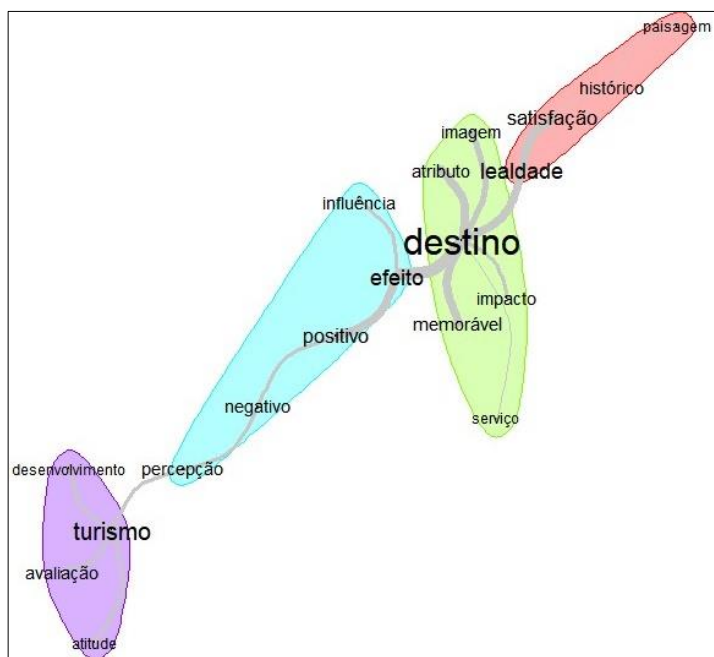 paisagem
histórico
satisfação
imagem
atributo
lealdade
influência
destino
efeito
impacto
memorável
positivo
negativo
serviço
percepção
desenvolvimento
turismo
avaliação
atitude